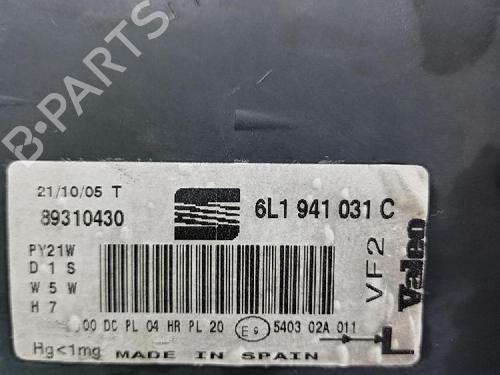 B-PARTS
21/10/05 T
89310430
6L1 941 031 C
PY21W
D1S
W5W
H7
VF2
Valeo
00 DC PL 04 HR PL 20 E9 5403 02A 011
L
Hg<1mg MADE IN SPAIN